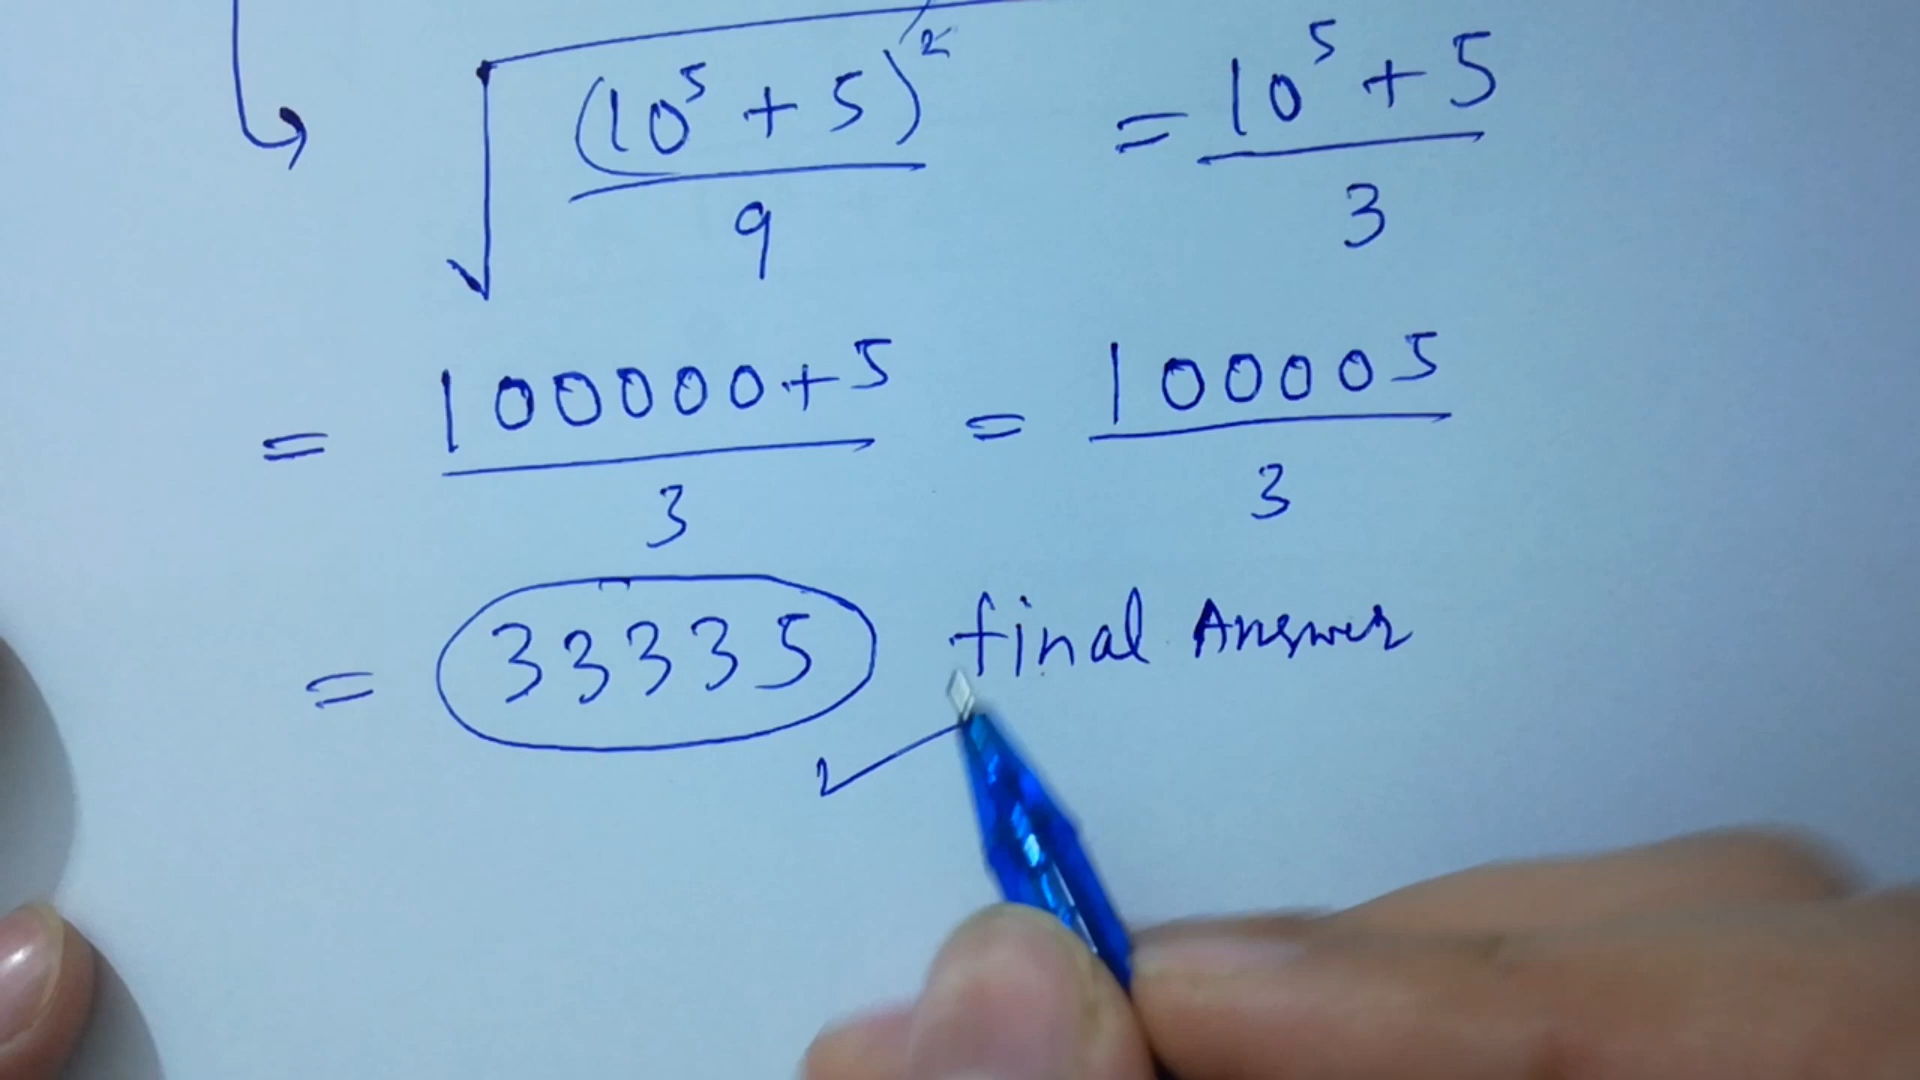 √((10⁵ + 5)² / 9) = (10⁵ + 5) / 3
= (100000 + 5) / 3 = 100005 / 3
= 33335 final Answer